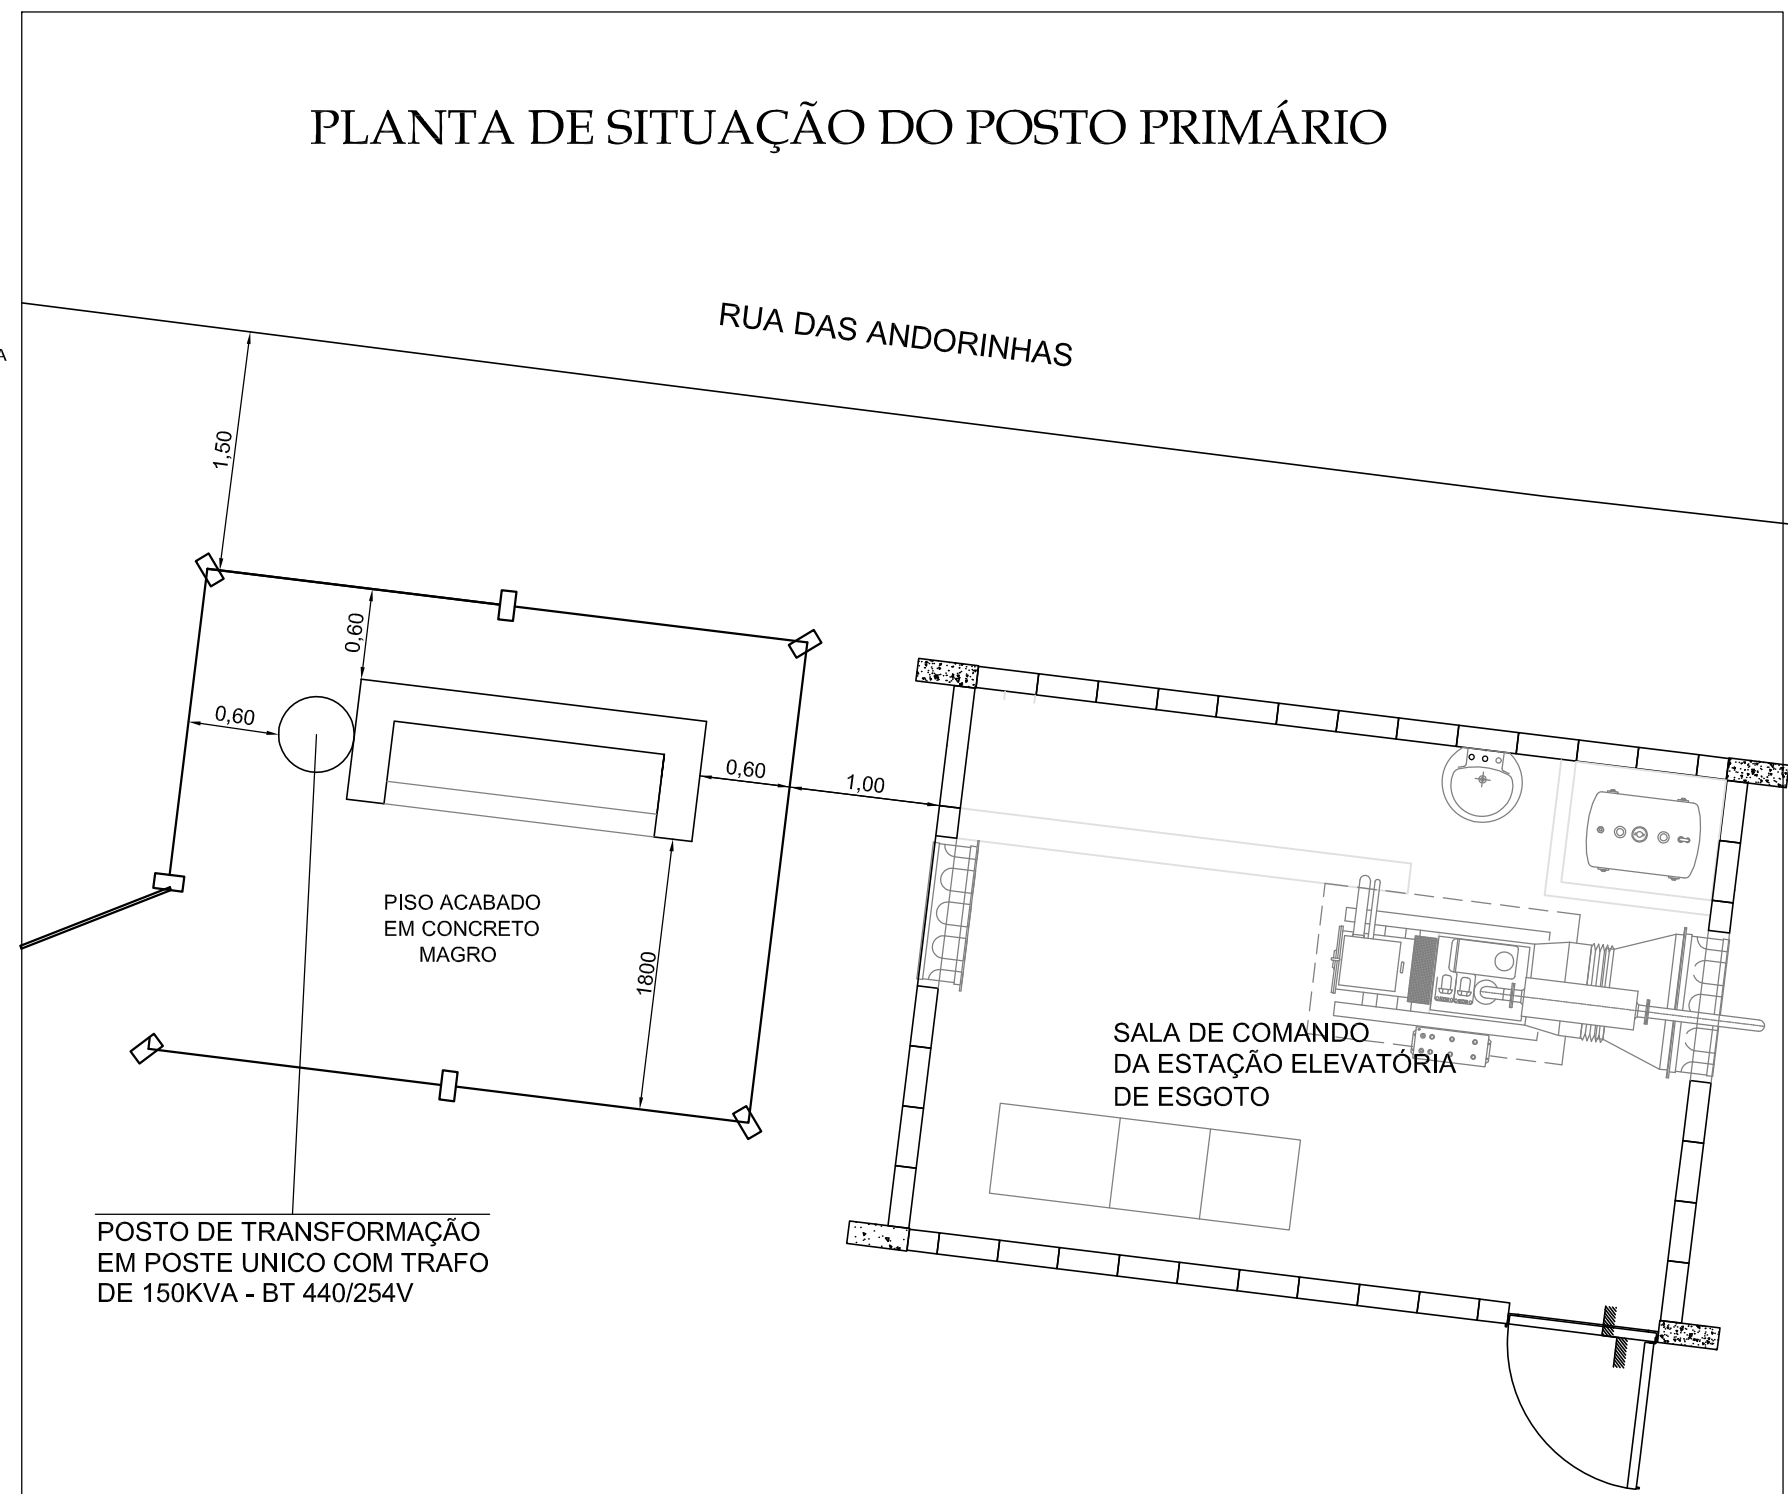 PLANTA DE SITUAÇÃO DO POSTO PRIMÁRIO
RUA DAS ANDORINHAS
A
1,50
0,60
0,60
0,60
1,00
PISO ACABADO
EM CONCRETO
MAGRO
1800
SALA DE COMANDO
DA ESTAÇÃO ELEVATÓRIA
DE ESGOTO
POSTO DE TRANSFORMAÇÃO
EM POSTE UNICO COM TRAFO
DE 150KVA - BT 440/254V